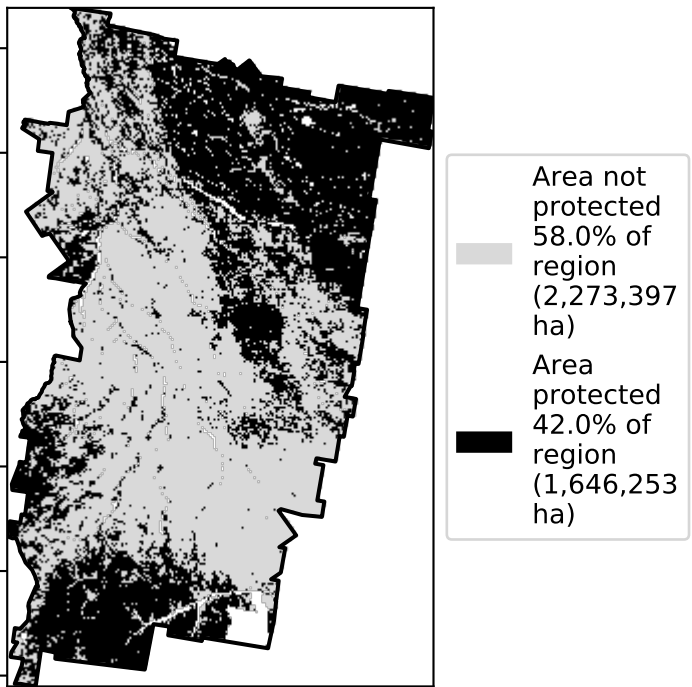 Area not
protected
58.0% of
region
(2,273,397
ha)
Area
protected
42.0% of
region
(1,646,253
ha)